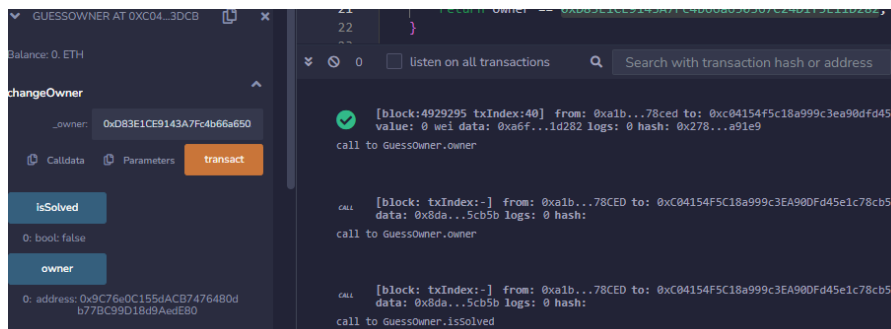 GUESSOWNER AT 0XC04...3DCB
Balance: 0. ETH
changeOwner
_owner: 0xD83E1CE9143A7Fc4b66a650
Calldata Parameters transact
isSolved
0: bool: false
owner
0: address: 0x9C76e0C155dACB7476480d
b77BC99D18d9AedE80
21 return owner ==
22 }
0 listen on all transactions Search with transaction hash or address
[block:4929295 txIndex:40] from: 0xa1b...78ced to: 0xc04154f5c18a999c3ea90dfd45
value: 0 wei data: 0xa6f...1d282 logs: 0 hash: 0x278...a91e9
call to GuessOwner.owner
CALL [block: txIndex:-] from: 0xa1b...78CED to: 0xC04154F5C18a999c3EA90DFd45e1c78cb5
data: 0x8da...5cb5b logs: 0 hash:
call to GuessOwner.owner
CALL [block: txIndex:-] from: 0xa1b...78CED to: 0xC04154F5C18a999c3EA90DFd45e1c78cb5
data: 0x8da...5cb5b logs: 0 hash:
call to GuessOwner.isSolved